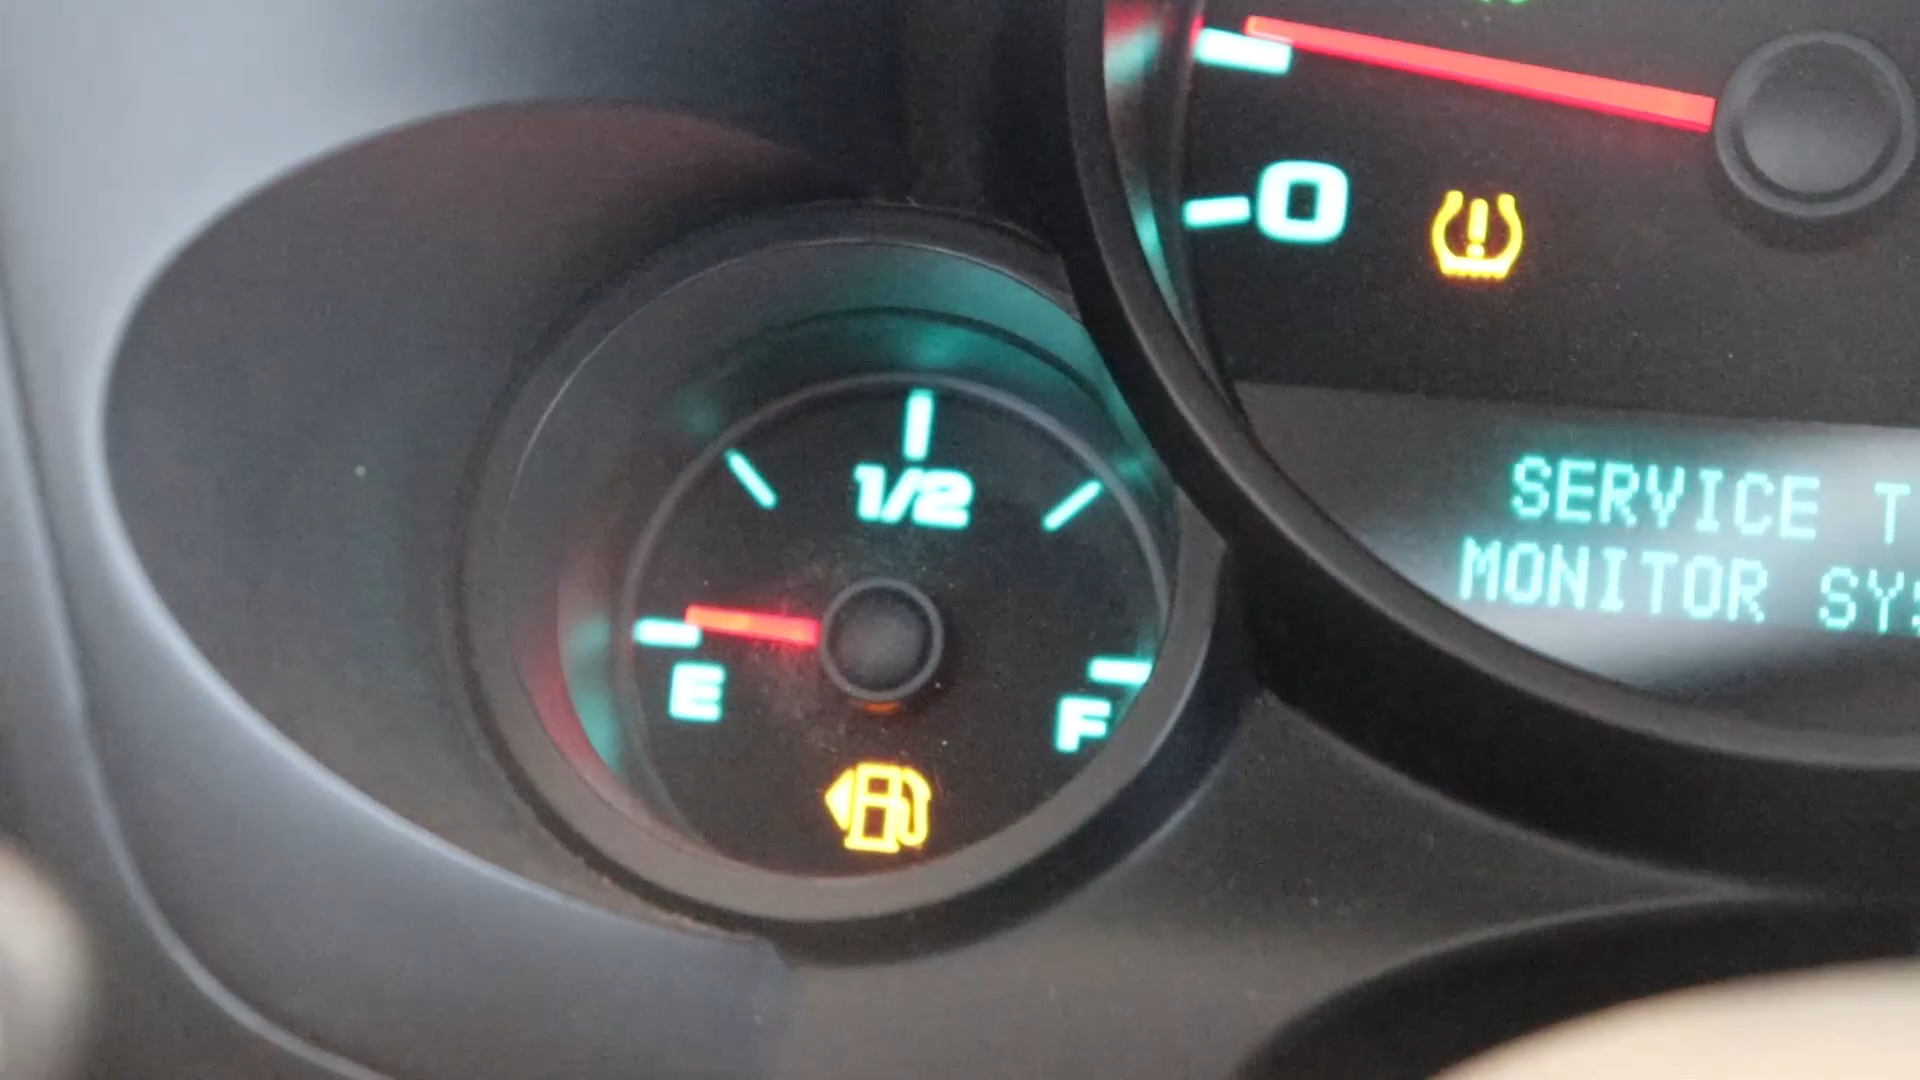 0
SERVICE T
MONITOR SYS
1/2
E
F